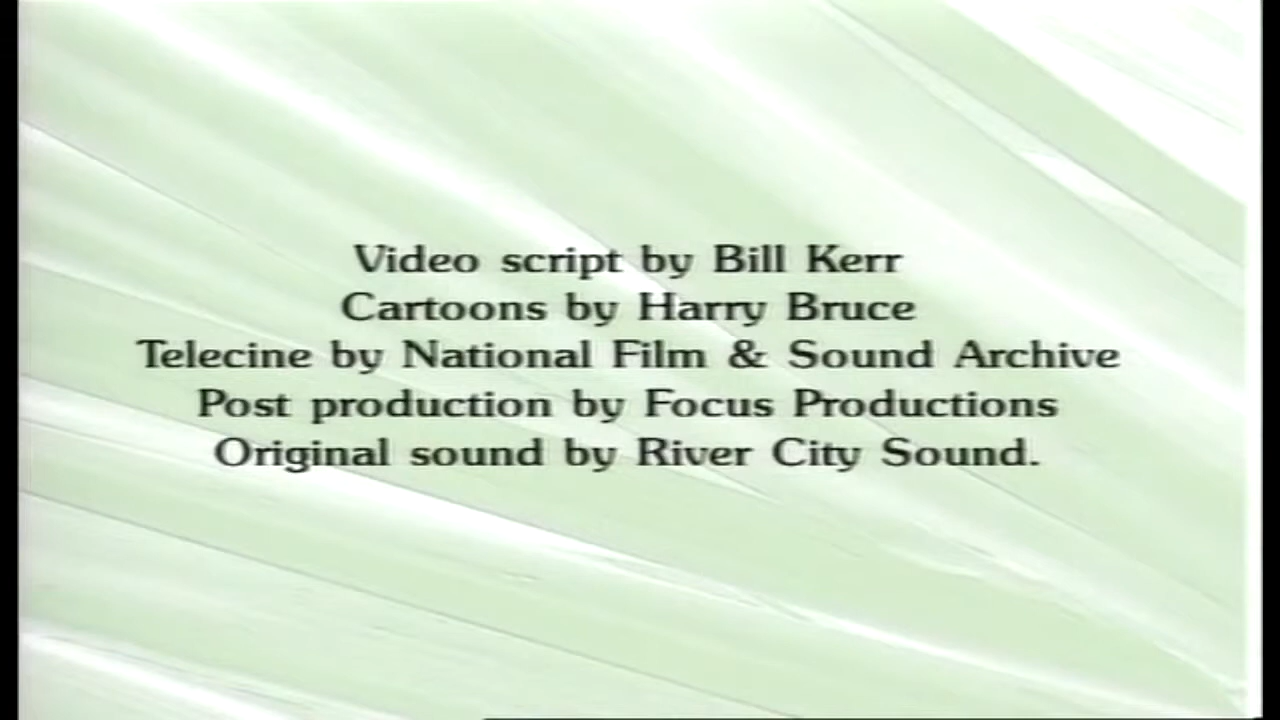 Video script by Bill Kerr
Cartoons by Harry Bruce
Telecine by National Film & Sound Archive
Post production by Focus Productions
Original sound by River City Sound.